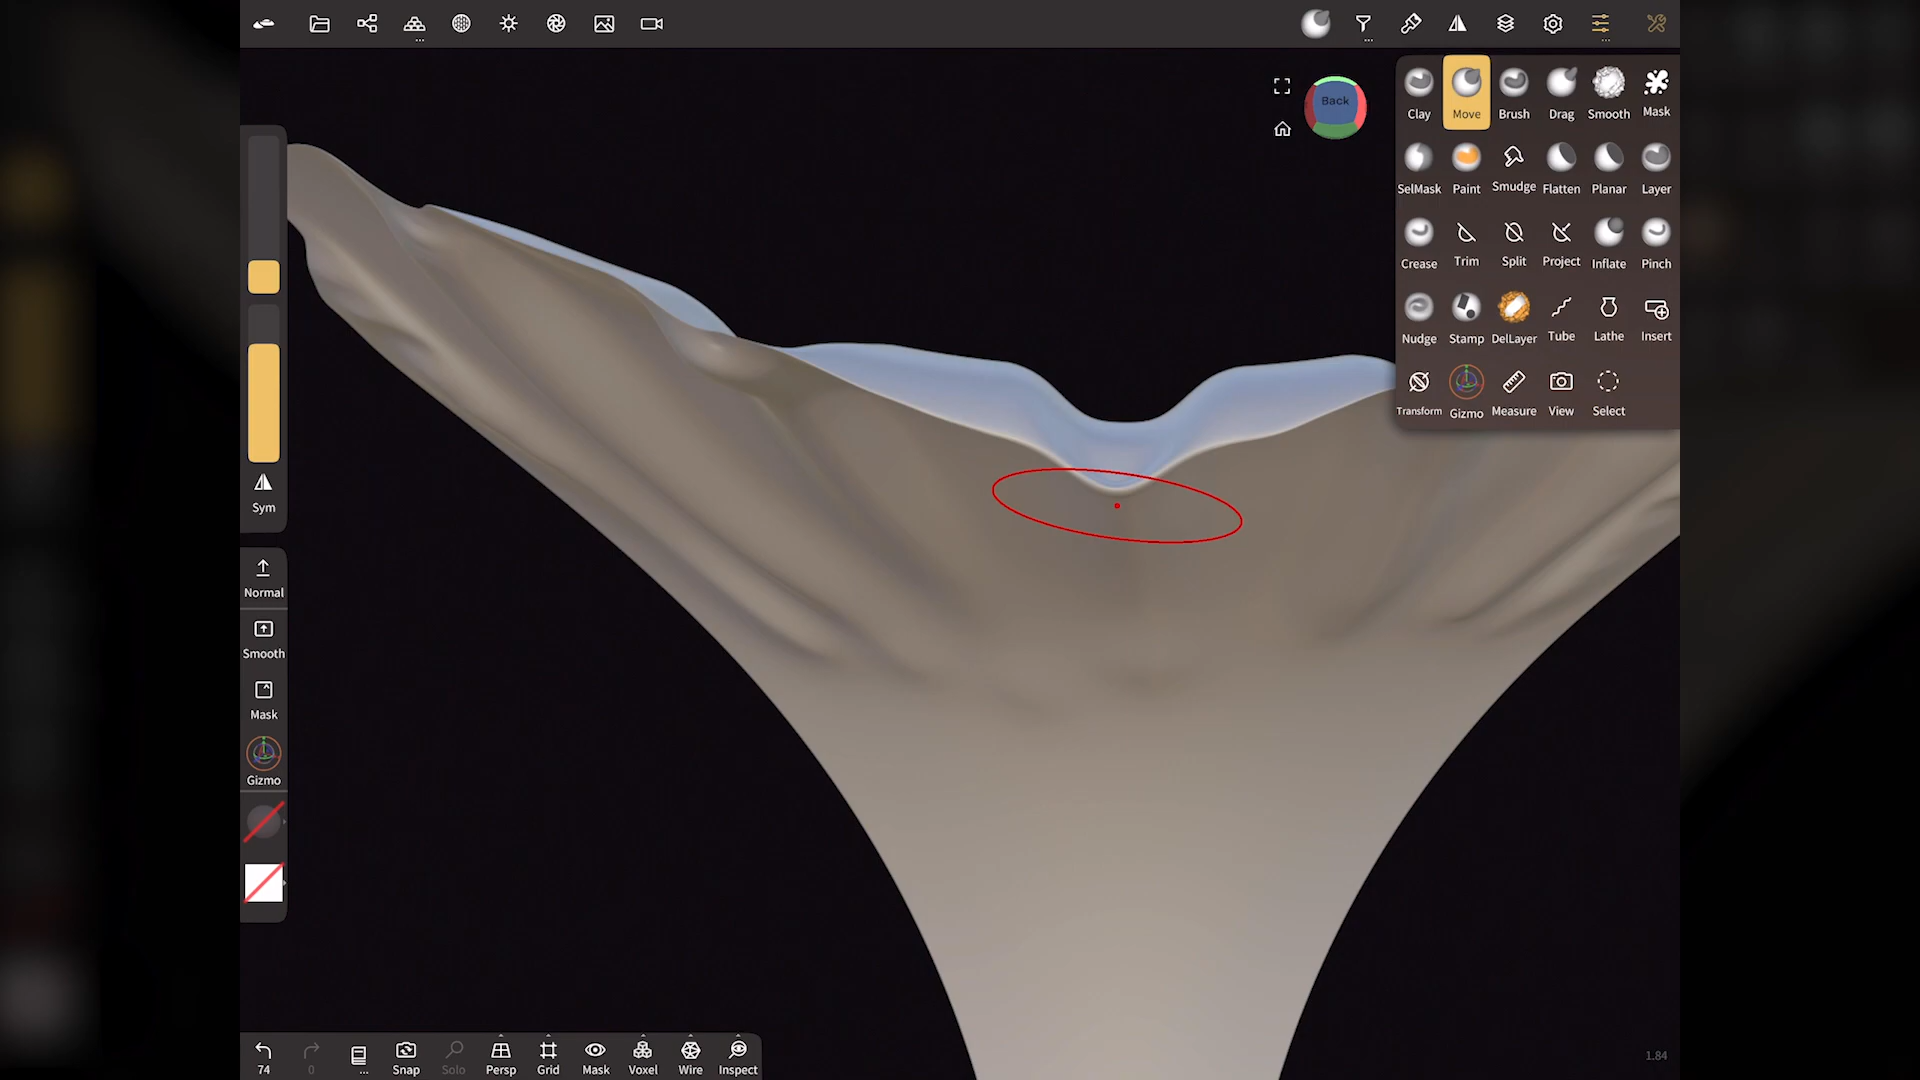 Back
Clay Move Brush Drag Smooth Mask
SelMask Paint Smudge Flatten Planar Layer
Crease Trim Split Project Inflate Pinch
Nudge Stamp DelLayer Tube Lathe Insert
Transform Gizmo Measure View Select
Sym
Normal
Smooth
Mask
Gizmo
74 0 ... Snap Solo Persp Grid Mask Voxel Wire Inspect
1.84